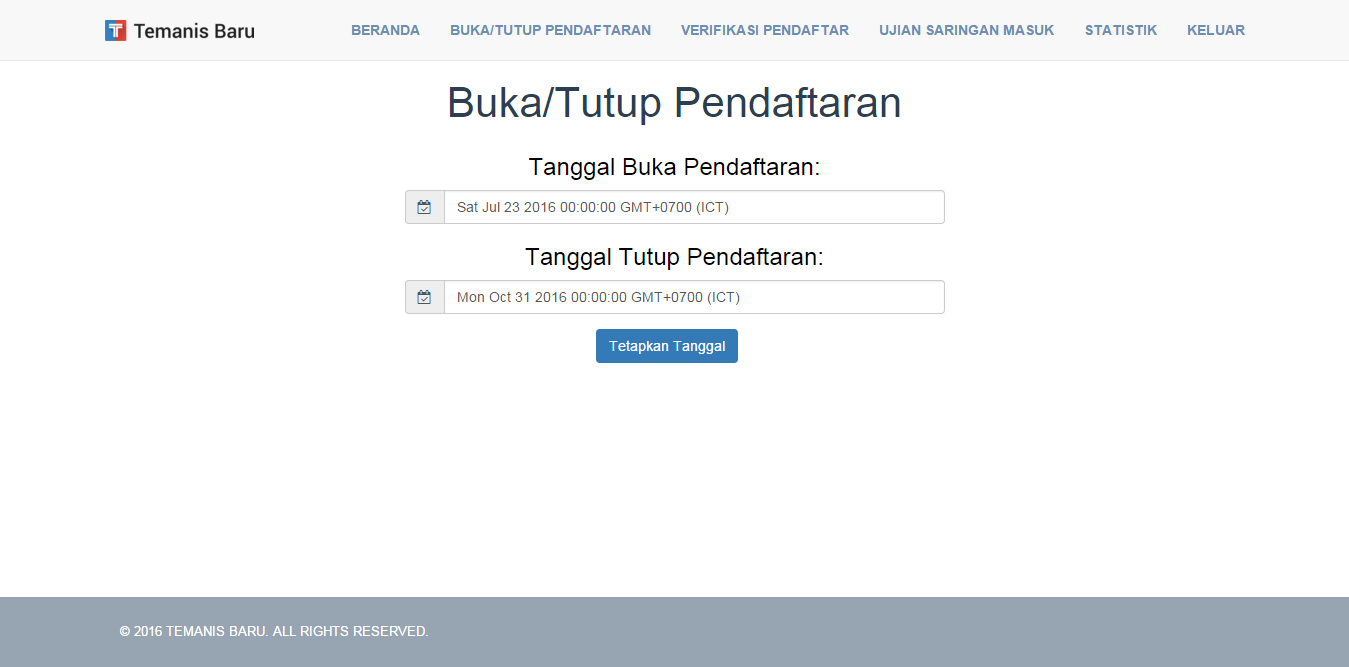 Temanis Baru BERANDA BUKA/TUTUP PENDAFTARAN VERIFIKASI PENDAFTAR UJIAN SARINGAN MASUK STATISTIK KELUAR
Buka/Tutup Pendaftaran
Tanggal Buka Pendaftaran:
Sat Jul 23 2016 00:00:00 GMT+0700 (ICT)
Tanggal Tutup Pendaftaran:
Mon Oct 31 2016 00:00:00 GMT+0700 (ICT)
Tetapkan Tanggal
© 2016 TEMANIS BARU. ALL RIGHTS RESERVED.